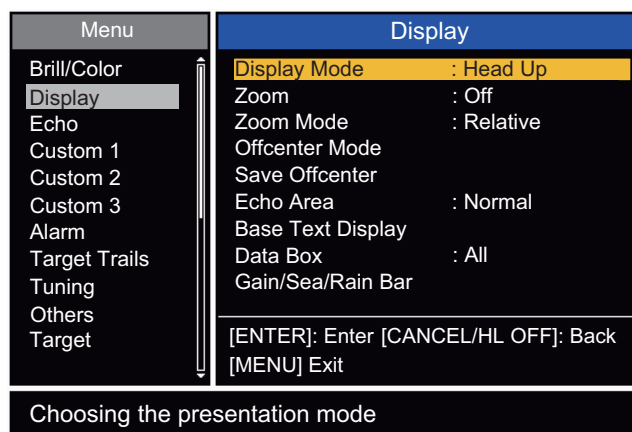 Menu
Brill/Color
Display
Echo
Custom 1
Custom 2
Custom 3
Alarm
Target Trails
Tuning
Others
Target
Display
Display Mode : Head Up
Zoom : Off
Zoom Mode : Relative
Offcenter Mode
Save Offcenter
Echo Area : Normal
Base Text Display
Data Box : All
Gain/Sea/Rain Bar
[ENTER]: Enter [CANCEL/HL OFF]: Back
[MENU] Exit
Choosing the presentation mode